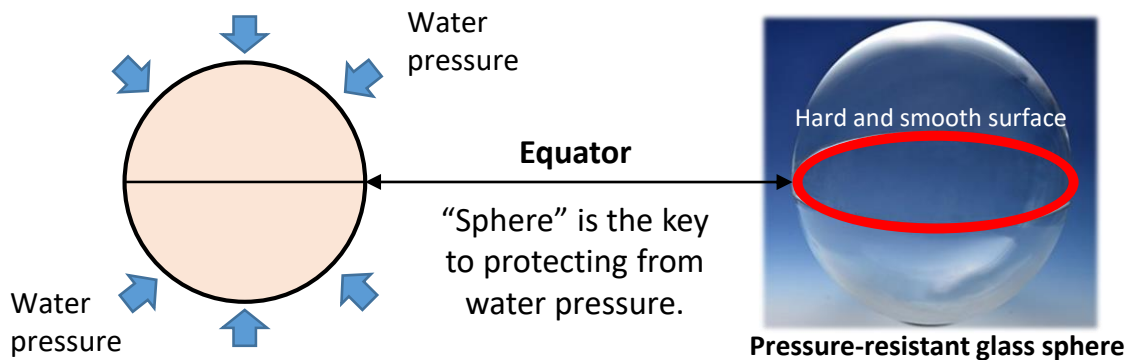 Water
pressure
Hard and smooth surface
Equator
“Sphere” is the key
to protecting from
water pressure.
Water
pressure
Pressure-resistant glass sphere